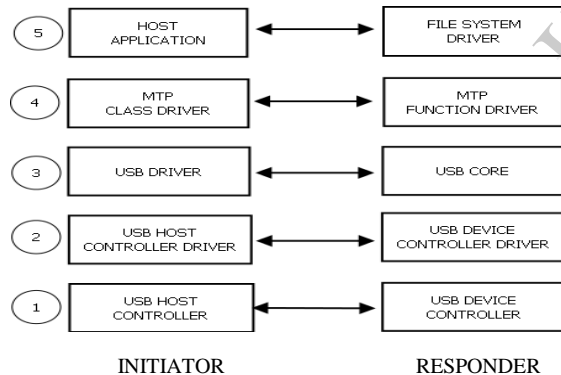 5
HOST
APPLICATION
FILE SYSTEM
DRIVER
4
MTP
CLASS DRIVER
MTP
FUNCTION DRIVER
3
USB DRIVER
USB CORE
2
USB HOST
CONTROLLER DRIVER
USB DEVICE
CONTROLLER DRIVER
1
USB HOST
CONTROLLER
USB DEVICE
CONTROLLER
INITIATOR
RESPONDER